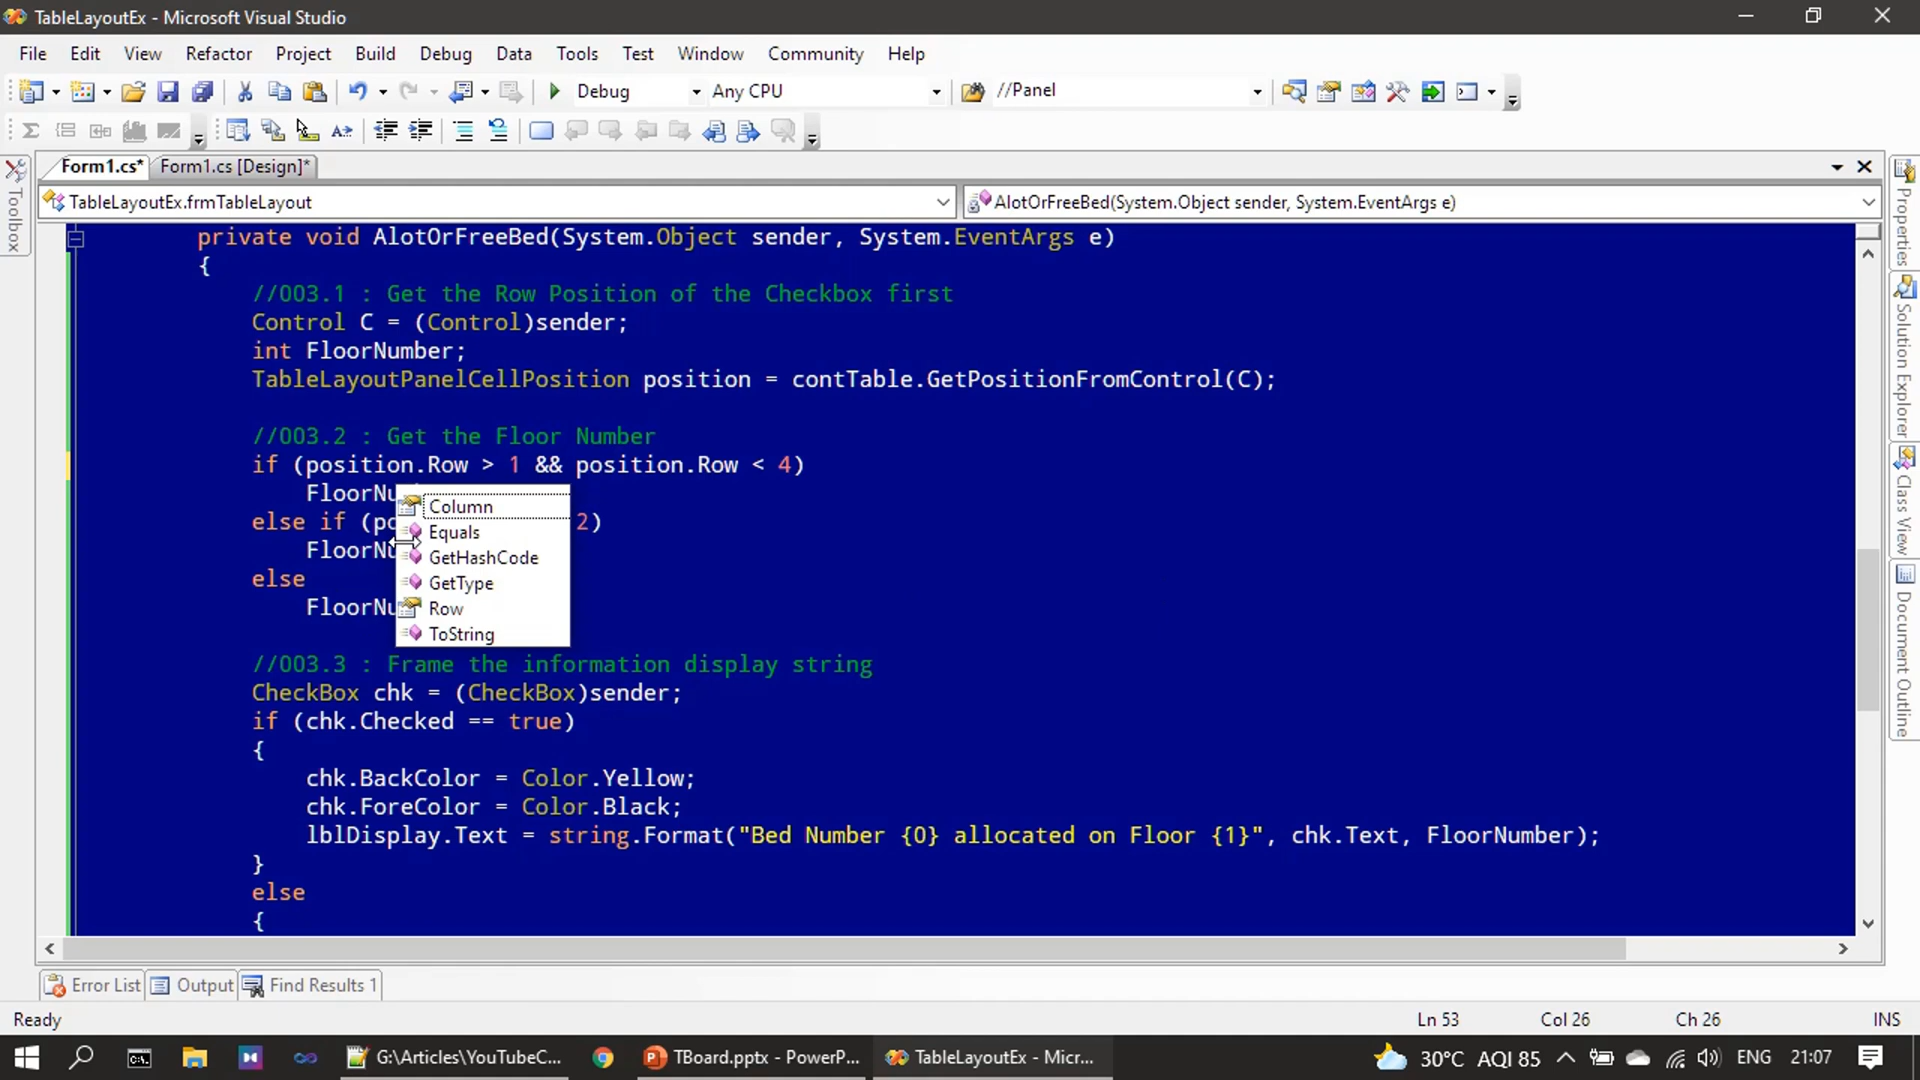 TableLayoutEx - Microsoft Visual Studio
File Edit View Refactor Project Build Debug Data Tools Test Window Community Help
Debug Any CPU //Panel
Form1.cs* Form1.cs [Design]*
TableLayoutEx.frmTableLayout AlotOrFreeBed(System.Object sender, System.EventArgs e)
private void AlotOrFreeBed(System.Object sender, System.EventArgs e)
{
//003.1 : Get the Row Position of the Checkbox first
Control C = (Control)sender;
int FloorNumber;
TableLayoutPanelCellPosition position = contTable.GetPositionFromControl(C);
//003.2 : Get the Floor Number
if (position.Row > 1 && position.Row < 4)
FloorNu
else if (po 2)
FloorNu
else
FloorNu
Column
Equals
GetHashCode
GetType
Row
ToString
//003.3 : Frame the information display string
CheckBox chk = (CheckBox)sender;
if (chk.Checked == true)
{
chk.BackColor = Color.Yellow;
chk.ForeColor = Color.Black;
lblDisplay.Text = string.Format("Bed Number {0} allocated on Floor {1}", chk.Text, FloorNumber);
}
else
{
Toolbox
Properties
Solution Explorer
Class View
Document Outline
Error List Output Find Results 1
Ready Ln 53 Col 26 Ch 26 INS
G:\Articles\YouTubeC... TBoard.pptx - PowerP... TableLayoutEx - Micr... 30°C AQI 85 ENG 21:07